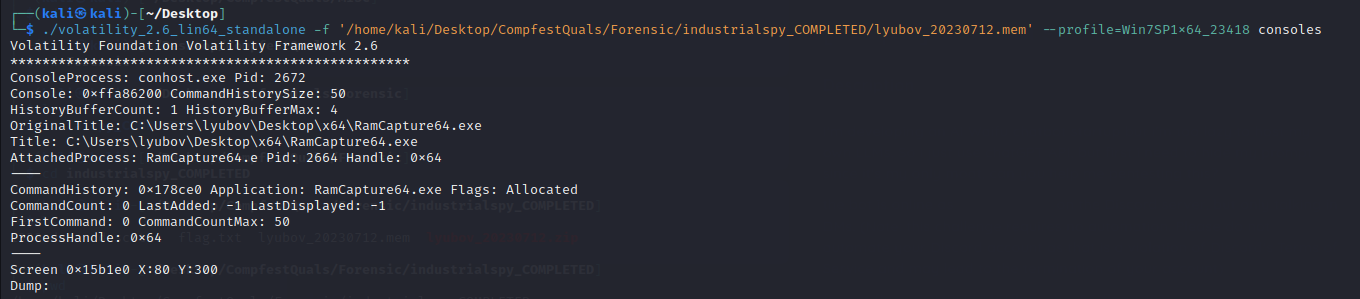 ┌──(kali㉿kali)-[~/Desktop]
└─$ ./volatility_2.6_lin64_standalone -f '/home/kali/Desktop/CompfestQuals/Forensic/industrialspy_COMPLETED/lyubov_20230712.mem' --profile=Win7SP1×64_23418 consoles
Volatility Foundation Volatility Framework 2.6
**************************************************
ConsoleProcess: conhost.exe Pid: 2672
Console: 0×ffa86200 CommandHistorySize: 50
HistoryBufferCount: 1 HistoryBufferMax: 4
OriginalTitle: C:\Users\lyubov\Desktop\x64\RamCapture64.exe
Title: C:\Users\lyubov\Desktop\x64\RamCapture64.exe
AttachedProcess: RamCapture64.e Pid: 2664 Handle: 0×64
----
CommandHistory: 0×178ce0 Application: RamCapture64.exe Flags: Allocated
CommandCount: 0 LastAdded: -1 LastDisplayed: -1
FirstCommand: 0 CommandCountMax: 50
ProcessHandle: 0×64
----
Screen 0×15b1e0 X:80 Y:300
Dump: